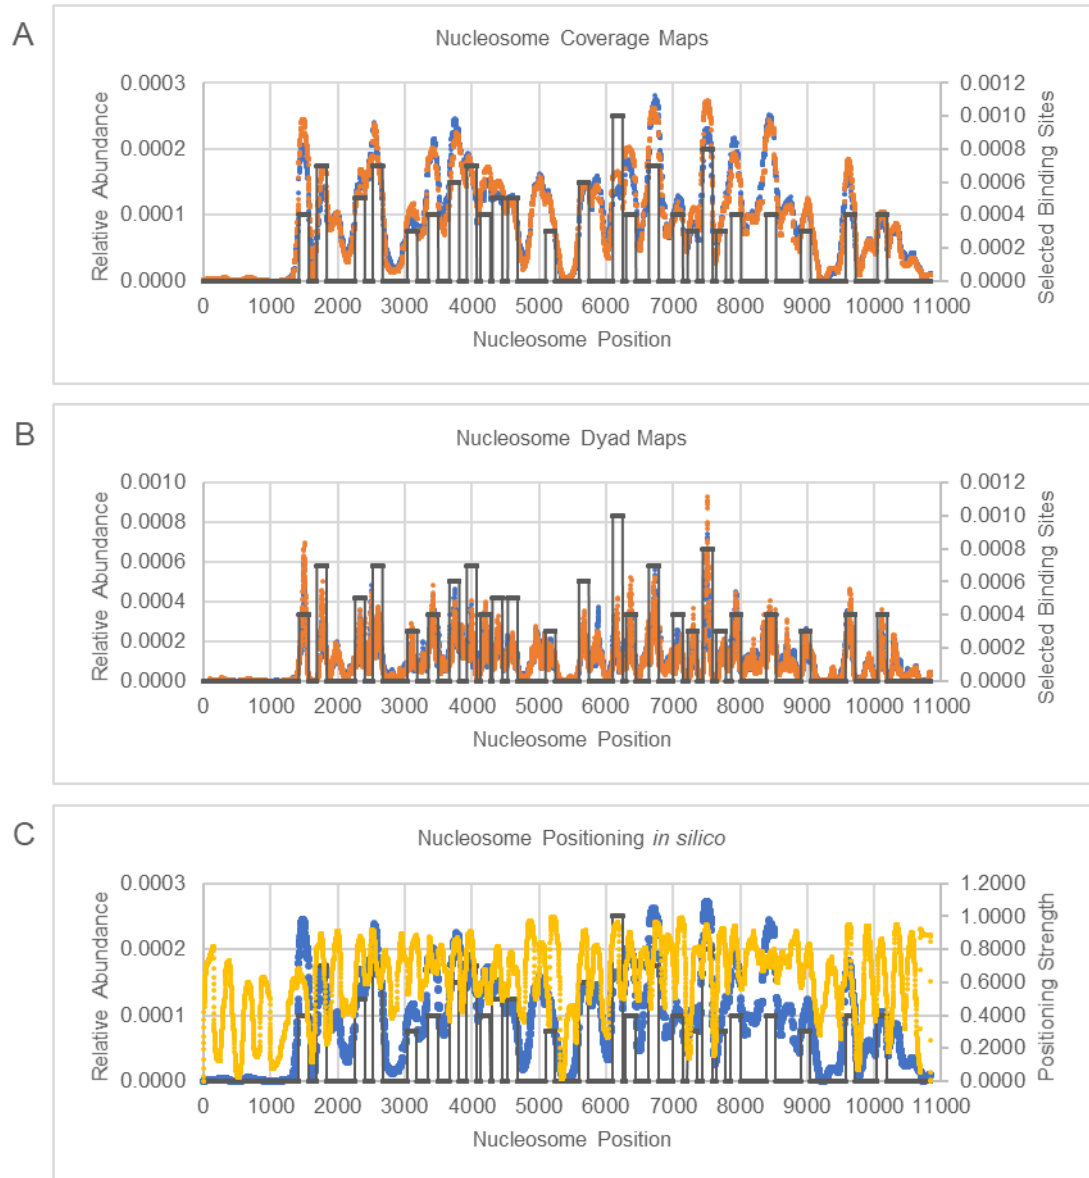 A
Nucleosome Coverage Maps
Relative Abundance
0.0003
0.0002
0.0001
0.0000
0.0012
0.0010
0.0008
0.0006
0.0004
0.0002
0.0000
Selected Binding Sites
0 1000 2000 3000 4000 5000 6000 7000 8000 9000 10000 11000
Nucleosome Position
B
Nucleosome Dyad Maps
Relative Abundance
0.0010
0.0008
0.0006
0.0004
0.0002
0.0000
0.0012
0.0010
0.0008
0.0006
0.0004
0.0002
0.0000
Selected Binding Sites
0 1000 2000 3000 4000 5000 6000 7000 8000 9000 10000 11000
Nucleosome Position
C
Nucleosome Positioning in silico
Relative Abundance
0.0003
0.0002
0.0001
0.0000
1.2000
1.0000
0.8000
0.6000
0.4000
0.2000
0.0000
Positioning Strength
0 1000 2000 3000 4000 5000 6000 7000 8000 9000 10000 11000
Nucleosome Position